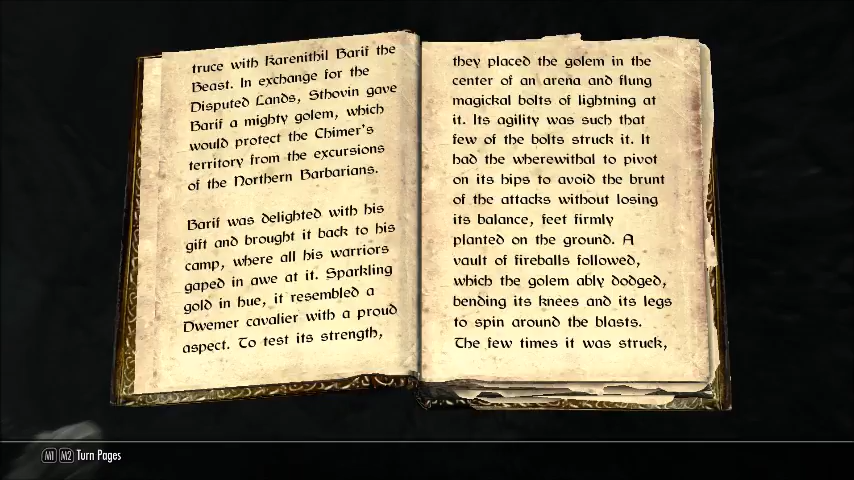 truce with Karenithil Barif the
Beast. In exchange for the
Disputed Lands, Sthovin gave
Barif a mighty golem, which
would protect the Chimer's
territory from the excursions
of the Northern Barbarians.
Barif was delighted with his
gift and brought it back to his
camp, where all his warriors
gaped in awe at it. Sparkling
gold in hue, it resembled a
Dwemer cavalier with a proud
aspect. To test its strength,
they placed the golem in the
center of an arena and flung
magickal bolts of lightning at
it. Its agility was such that
few of the bolts struck it. It
had the wherewithal to pivot
on its hips to avoid the brunt
of the attacks without losing
its balance, feet firmly
planted on the ground. A
vault of fireballs followed,
which the golem ably dodged,
bending its knees and its legs
to spin around the blasts.
The few times it was struck,
M1 M2 Turn Pages